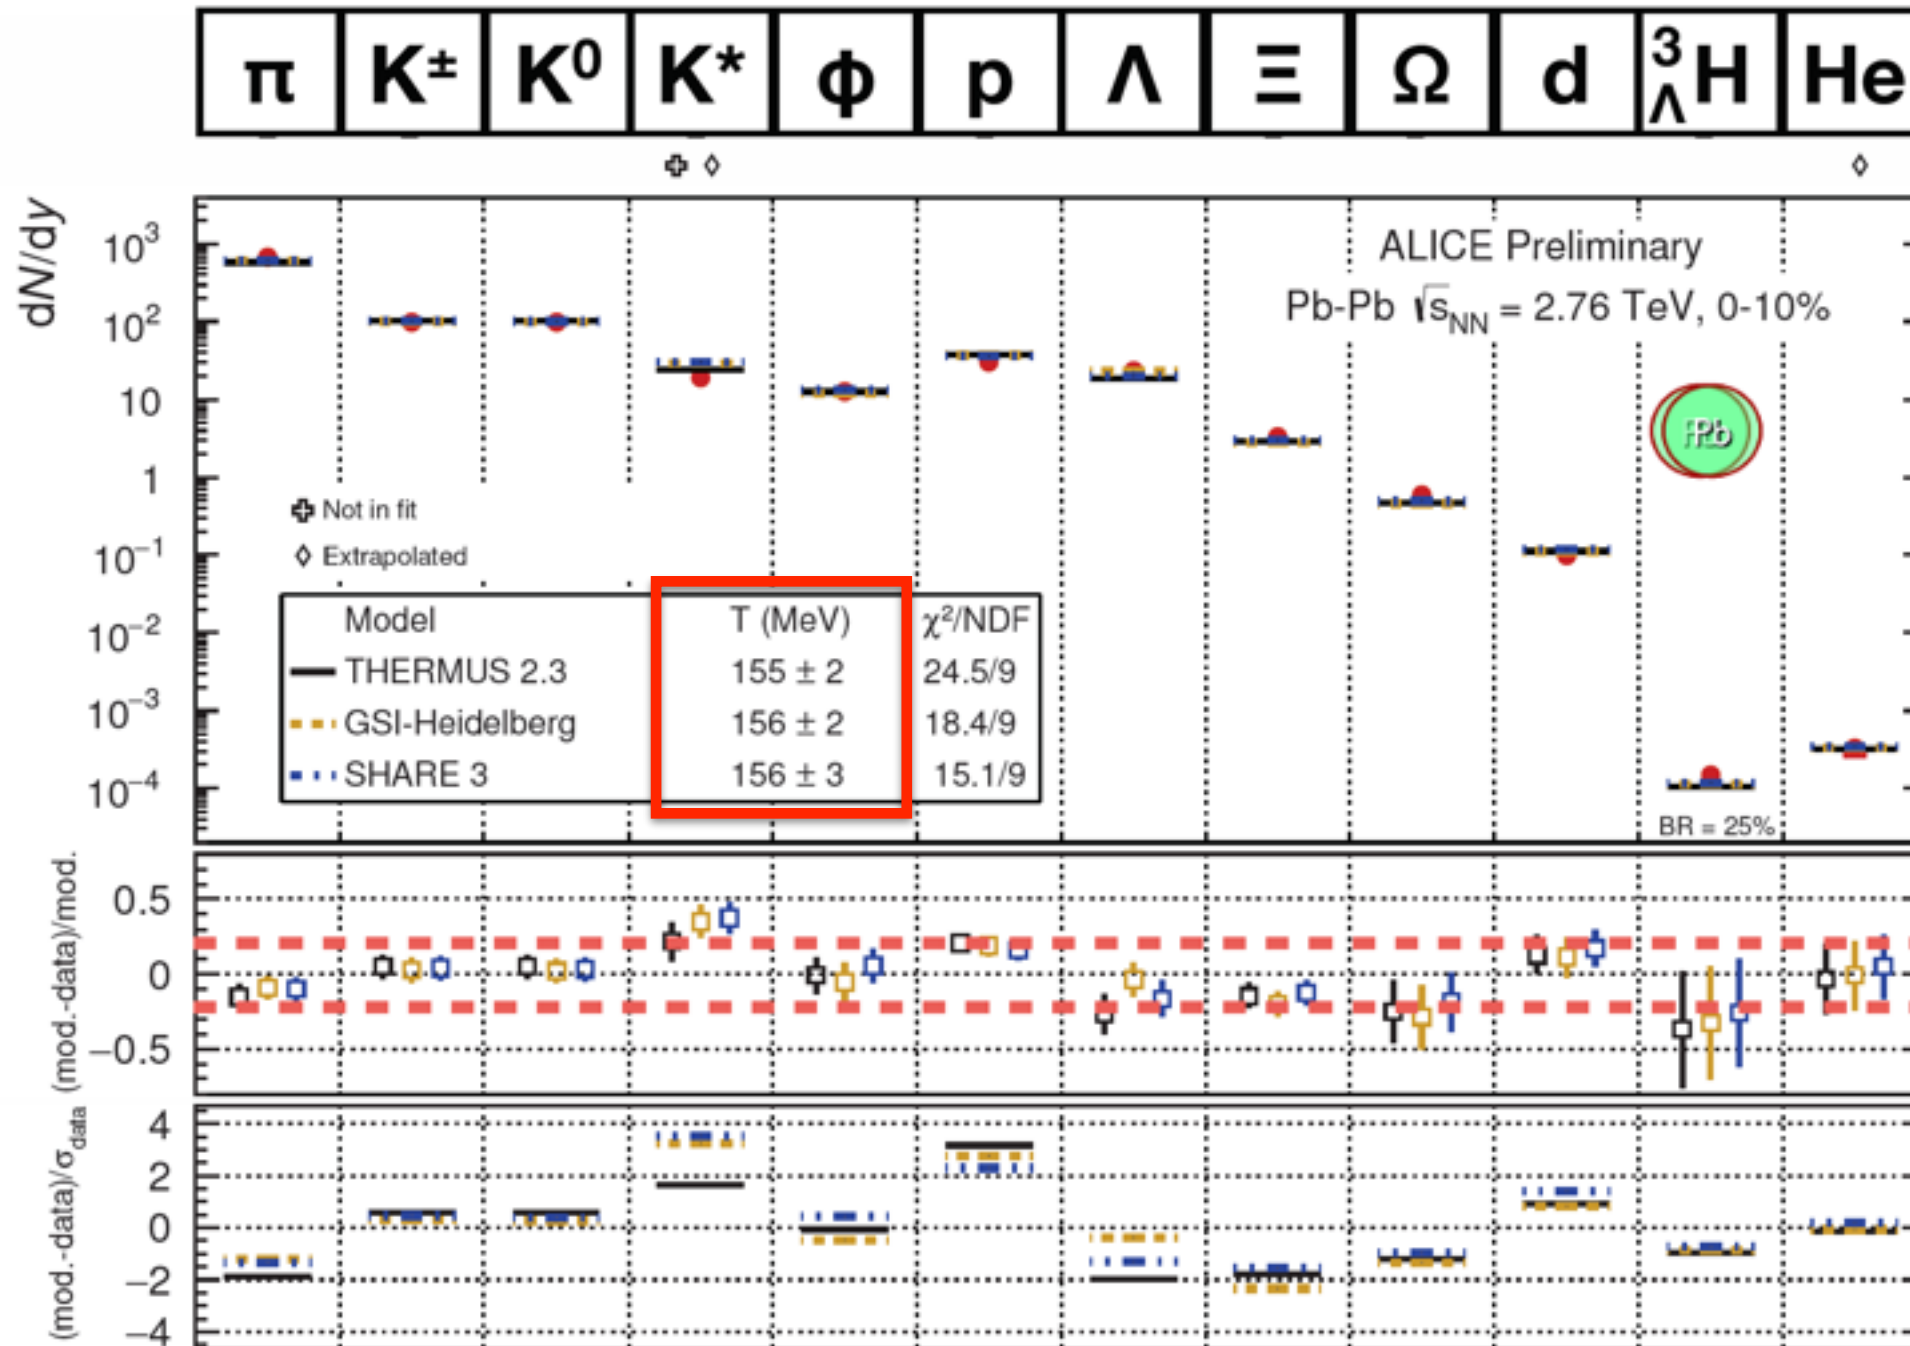 π K± K⁰ K* ϕ p Λ Ξ Ω d ³ΛH He
dN/dy
10³
10²
10
1
10⁻¹
10⁻²
10⁻³
10⁻⁴
ALICE Preliminary
Pb-Pb √sNN = 2.76 TeV, 0-10%
Pb
Not in fit
Extrapolated
Model T (MeV) χ²/NDF
THERMUS 2.3 155 ± 2 24.5/9
GSI-Heidelberg 156 ± 2 18.4/9
SHARE 3 156 ± 3 15.1/9
BR = 25%
(mod.-data)/mod.
0.5
0
−0.5
(mod.-data)/σdata
4
2
0
−2
−4